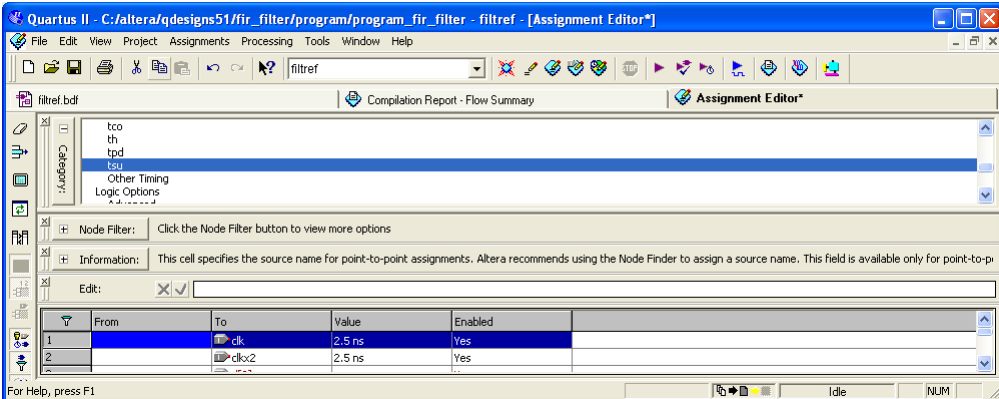 Quartus II - C:/altera/qdesigns51/fir_filter/program/program_fir_filter - filtref - [Assignment Editor*]
File Edit View Project Assignments Processing Tools Window Help
filtref
filtref.bdf
Compilation Report - Flow Summary
Assignment Editor*
Category:
tco
th
tpd
tsu
Other Timing
Logic Options
Node Filter: Click the Node Filter button to view more options
Information: This cell specifies the source name for point-to-point assignments. Altera recommends using the Node Finder to assign a source name. This field is available only for point-to-p
Edit:
From To Value Enabled
1 clk 2.5 ns Yes
2 clkx2 2.5 ns Yes
For Help, press F1
Idle NUM